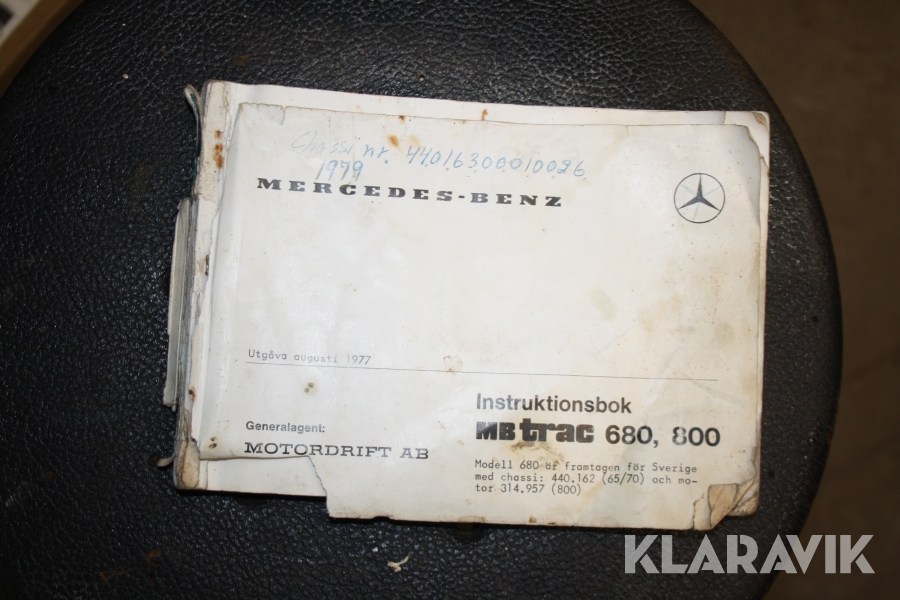 Chassi nr. 44016300010026
1979
MERCEDES-BENZ
Utgåva augusti 1977
Generalagent:
MOTORDRIFT AB
Instruktionsbok
MB trac 680, 800
Modell 680 är framtagen för Sverige
med chassi: 440.162 (65/70) och mo-
tor 314.957 (800)
KLARAVIK